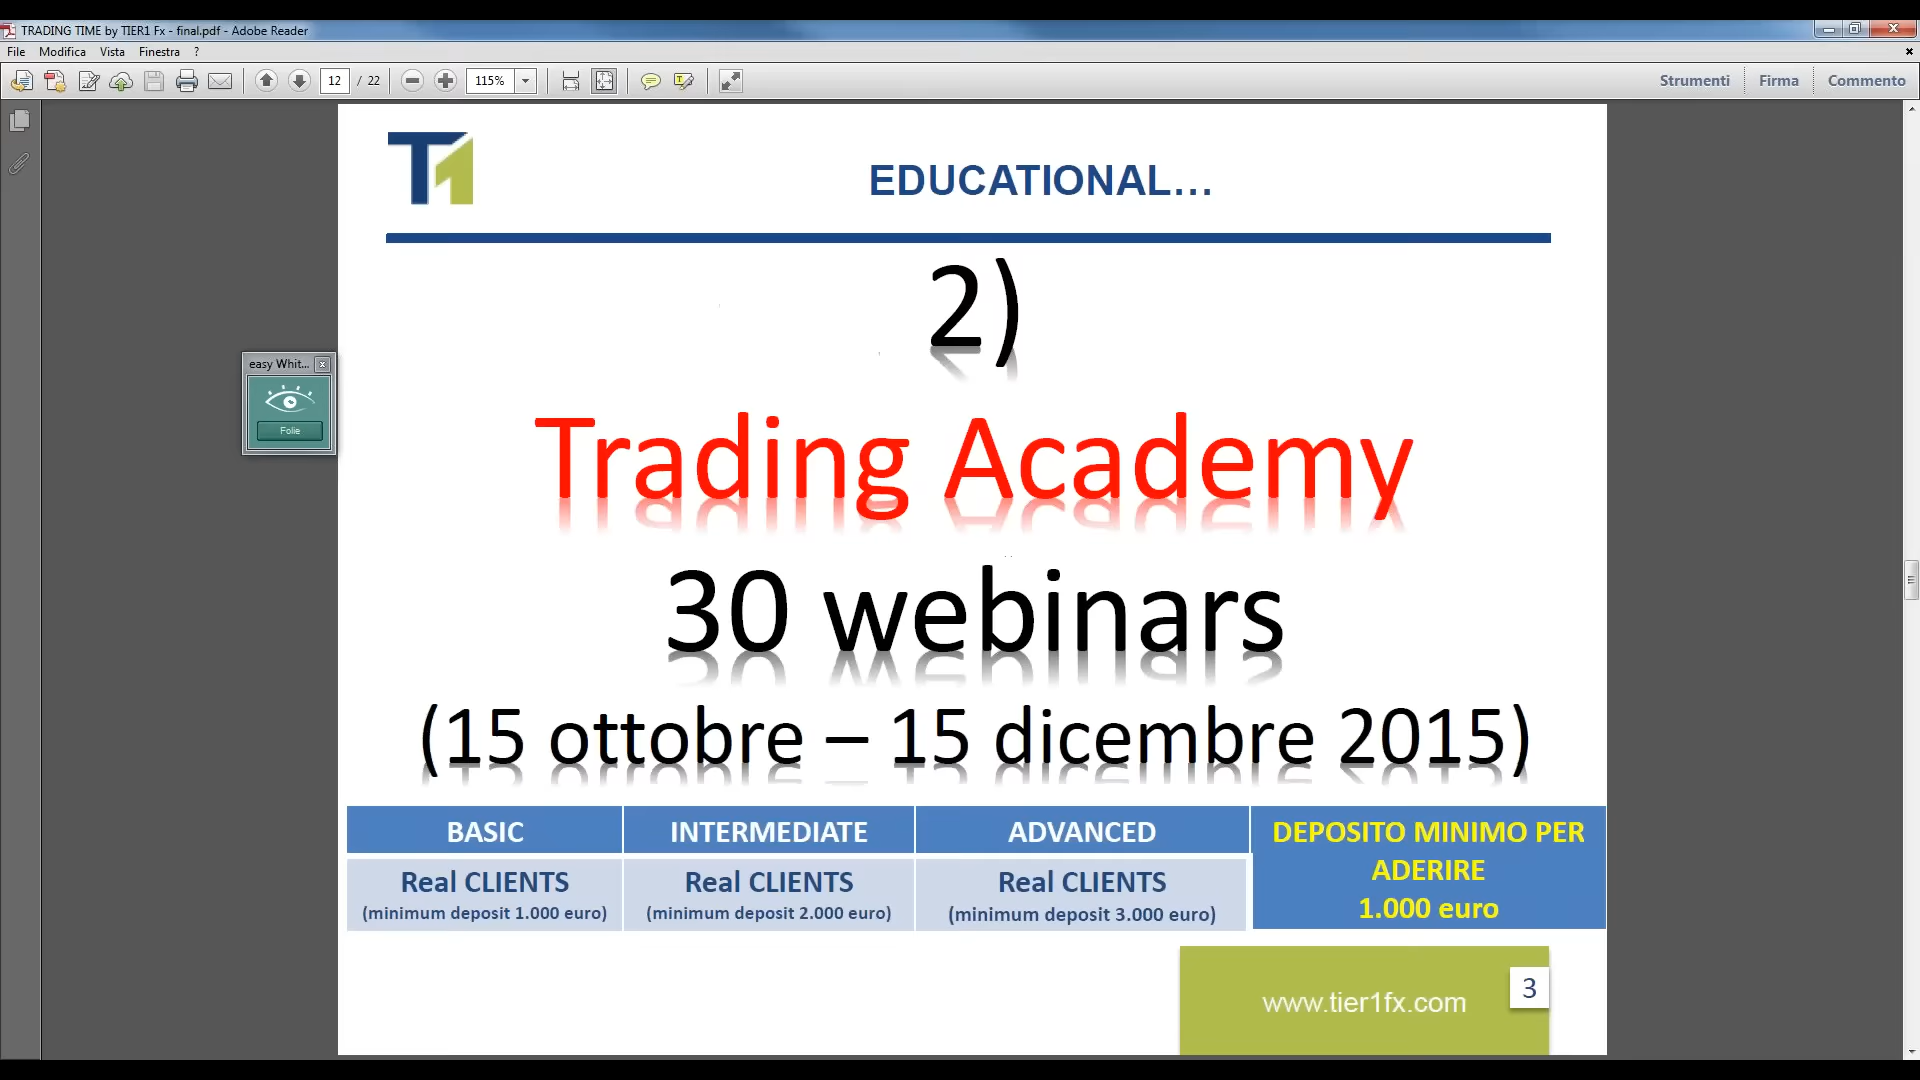 TRADING TIME by TIER1 Fx - final.pdf - Adobe Reader
File Modifica Vista Finestra ?
12 / 22 115% Strumenti Firma Commento
T1
EDUCATIONAL...
2)
easy Whit...
Folie
Trading Academy
30 webinars
(15 ottobre – 15 dicembre 2015)
BASIC INTERMEDIATE ADVANCED DEPOSITO MINIMO PER
ADERIRE
Real CLIENTS Real CLIENTS Real CLIENTS
(minimum deposit 1.000 euro) (minimum deposit 2.000 euro) (minimum deposit 3.000 euro) 1.000 euro
www.tier1fx.com 3